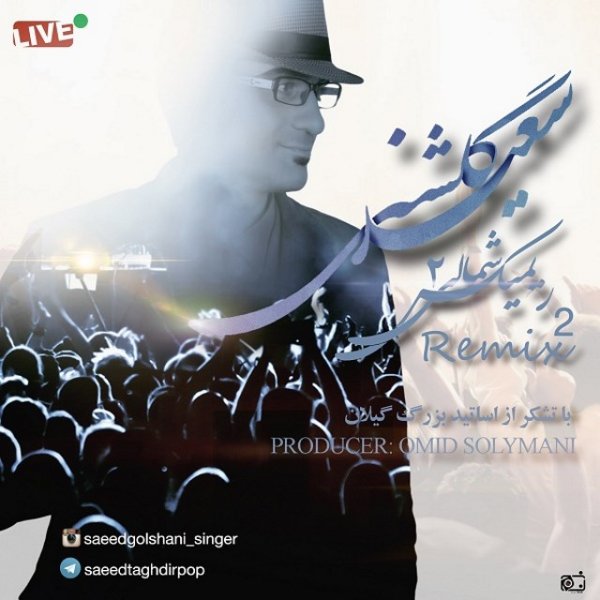 LIVE
سعید گلشنی
ریمیکس شمالی ۲
Remix 2
با تشکر از اساتید بزرگ گیلان
PRODUCER: OMID SOLYMANI
saeedgolshani_singer
saeedtaghdirpop